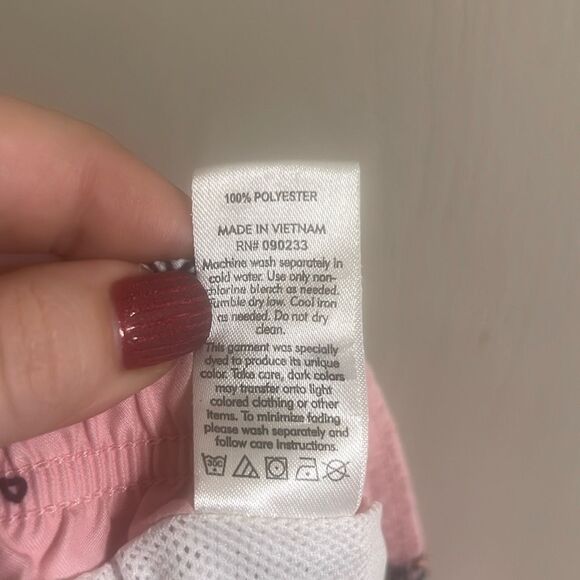 100% POLYESTER
MADE IN VIETNAM
RN# 090233
Machine wash separately in
cold water. Use only non-
chlorine bleach as needed.
Tumble dry low. Cool iron
as needed. Do not dry
clean.
This garment was specially
dyed to produce its unique
color. Take care, dark colors
may transfer onto light
colored clothing or other
items. To minimize fading
please wash separately and
follow care instructions.
30C